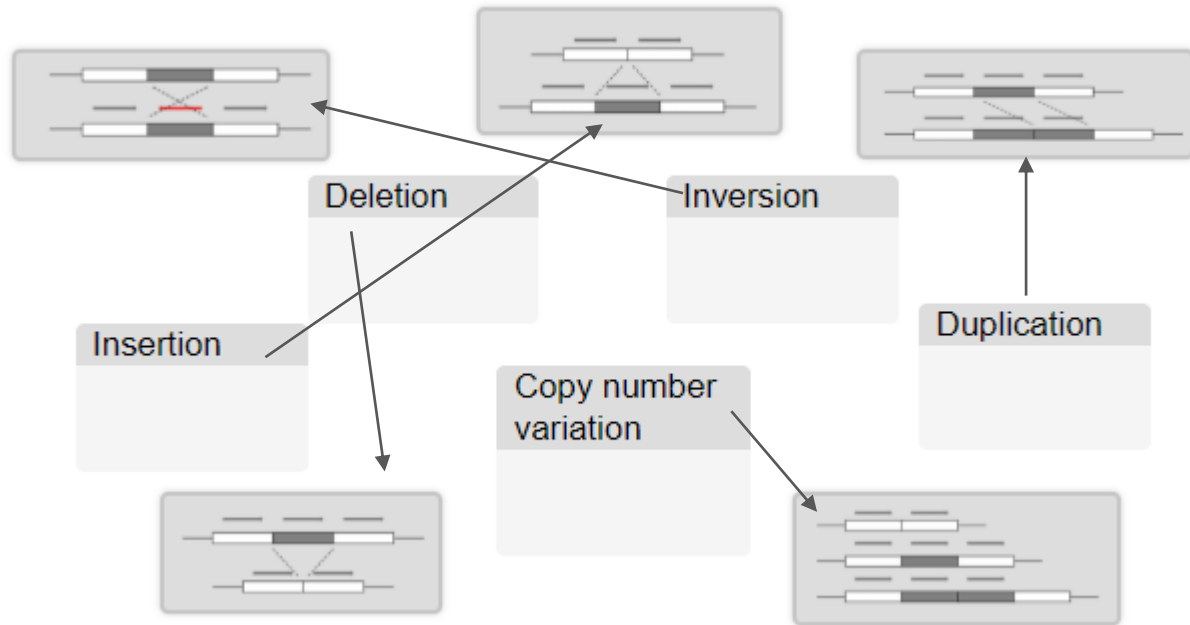 Deletion
Inversion
Insertion
Duplication
Copy number
variation